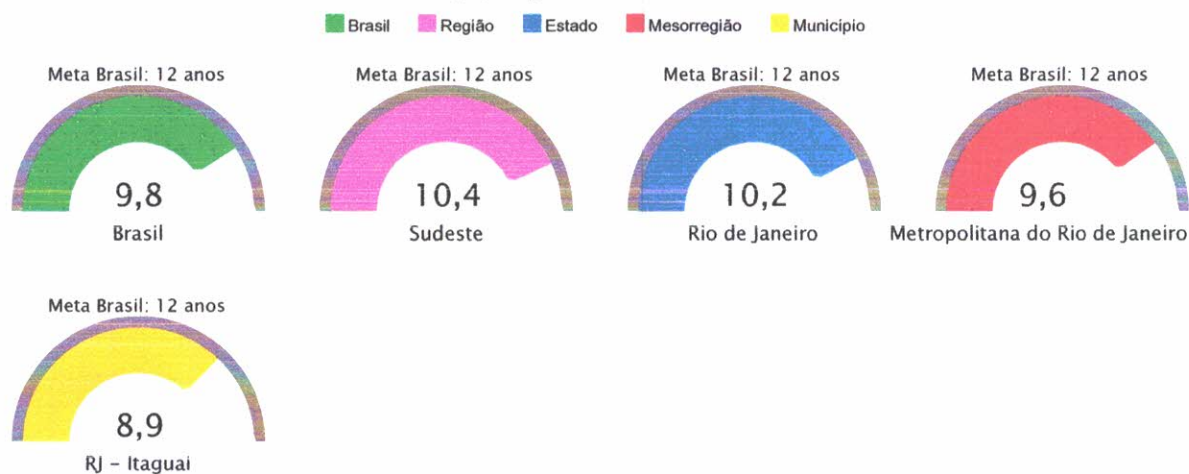 Brasil Região Estado Mesorregião Município
Meta Brasil: 12 anos
9,8
Brasil
Meta Brasil: 12 anos
10,4
Sudeste
Meta Brasil: 12 anos
10,2
Rio de Janeiro
Meta Brasil: 12 anos
9,6
Metropolitana do Rio de Janeiro
Meta Brasil: 12 anos
8,9
RJ - Itaguai